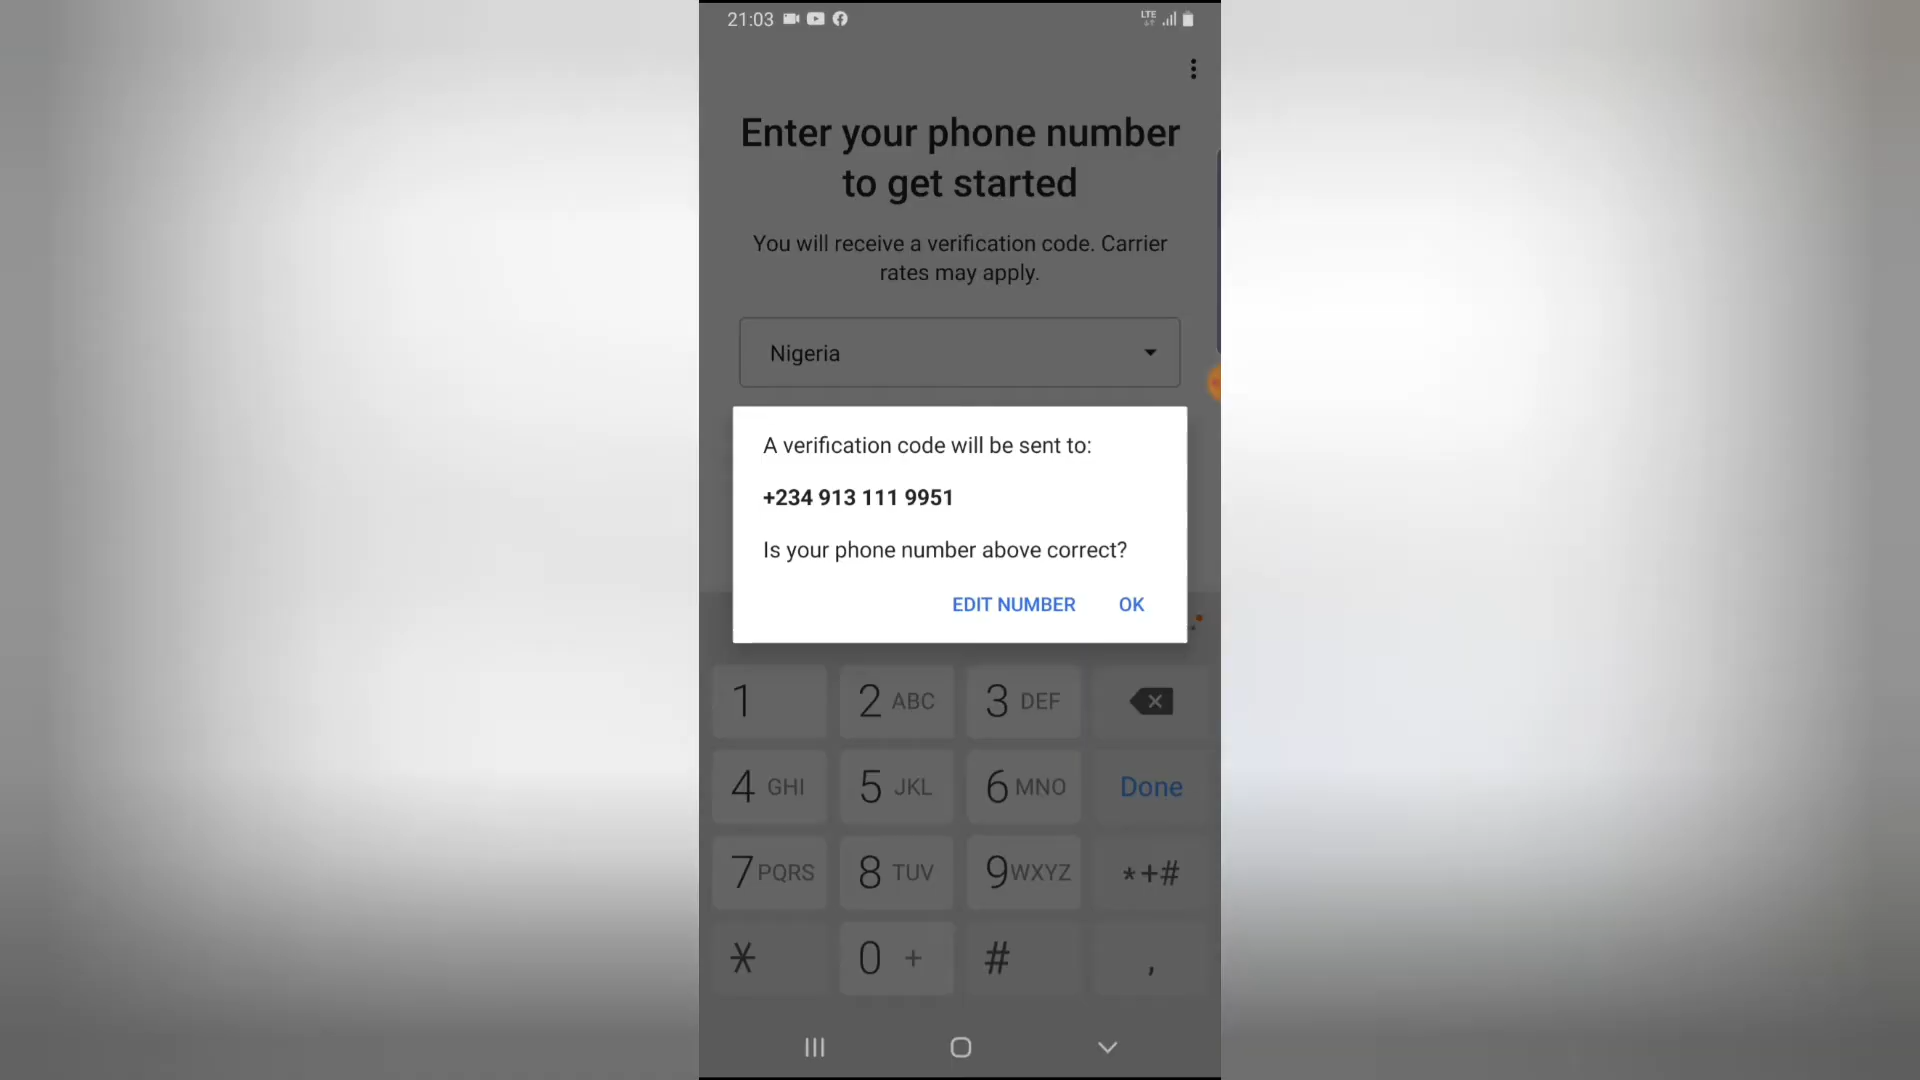 21:03
LTE
Enter your phone number
to get started
You will receive a verification code. Carrier
rates may apply.
Nigeria
A verification code will be sent to:
+234 913 111 9951
Is your phone number above correct?
EDIT NUMBER OK
1 2 ABC 3 DEF
4 GHI 5 JKL 6 MNO Done
7 PQRS 8 TUV 9 WXYZ *+#
* 0 + # ,